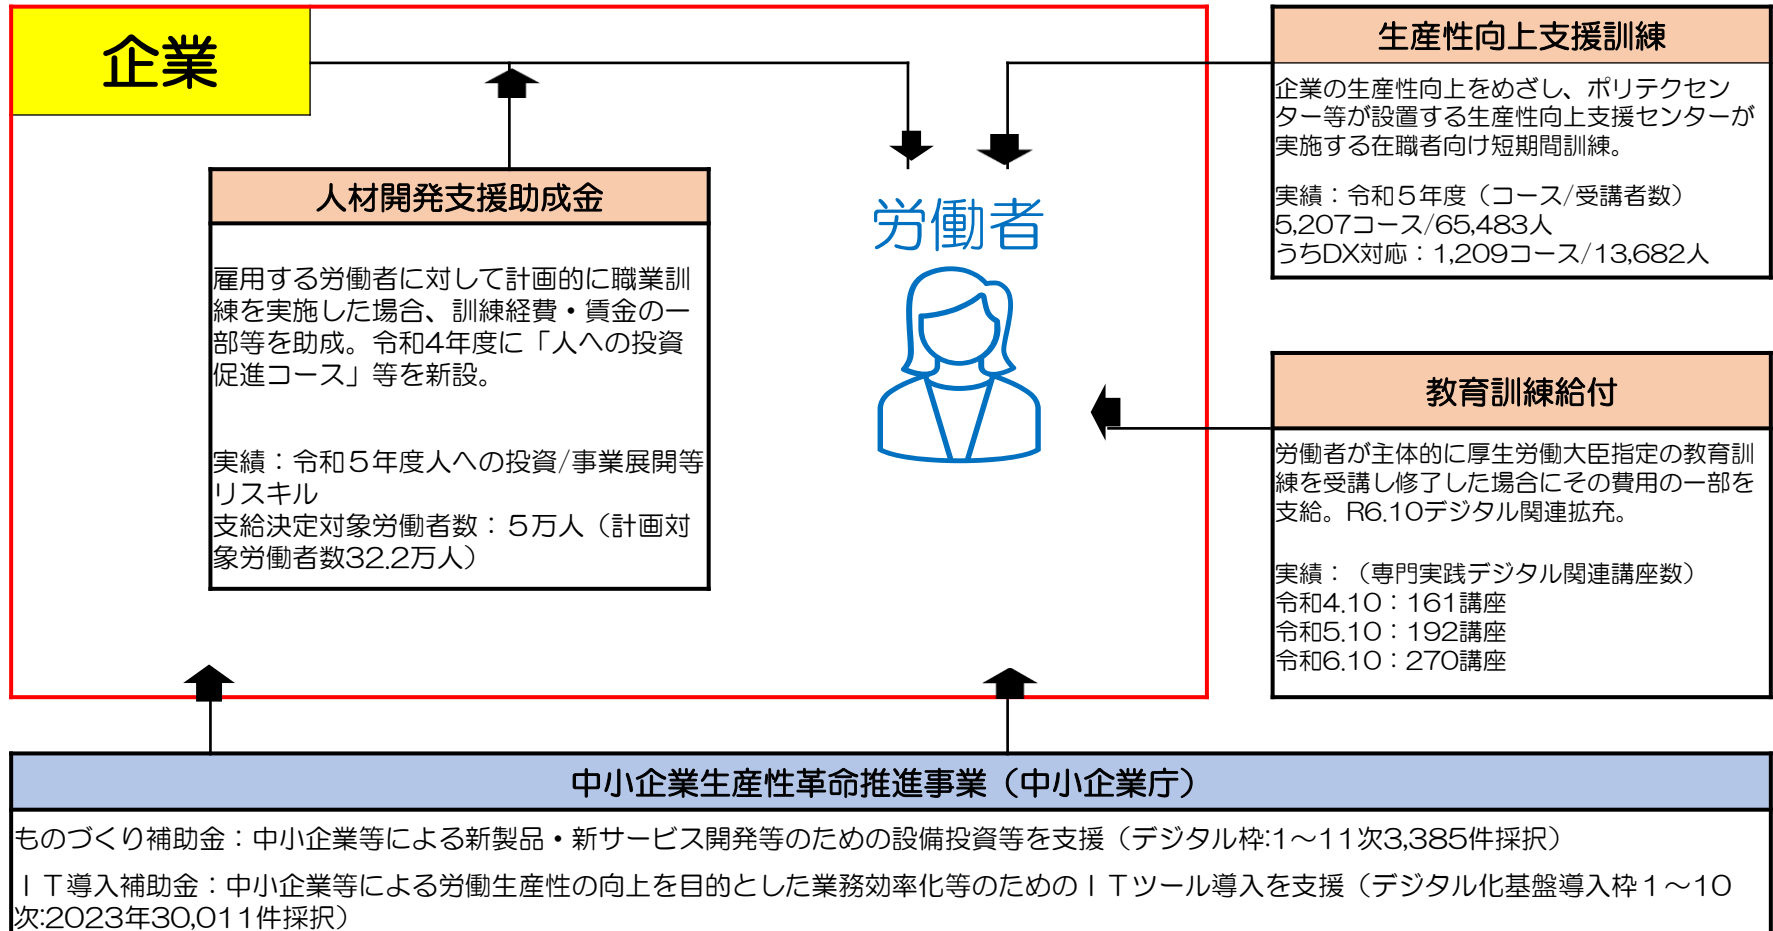 企業
人材開発支援助成金
雇用する労働者に対して計画的に職業訓
練を実施した場合、訓練経費・賃金の一
部等を助成。令和4年度に「人への投資
促進コース」等を新設。
実績：令和５年度人への投資/事業展開等
リスキル
支給決定対象労働者数：５万人（計画対
象労働者数32.2万人）
労働者
生産性向上支援訓練
企業の生産性向上をめざし、ポリテクセン
ター等が設置する生産性向上支援センターが
実施する在職者向け短期間訓練。
実績：令和５年度（コース/受講者数）
5,207コース/65,483人
うちDX対応：1,209コース/13,682人
教育訓練給付
労働者が主体的に厚生労働大臣指定の教育訓
練を受講し修了した場合にその費用の一部を
支給。R6.10デジタル関連拡充。
実績：（専門実践デジタル関連講座数）
令和4.10：161講座
令和5.10：192講座
令和6.10：270講座
中小企業生産性革命推進事業（中小企業庁）
ものづくり補助金：中小企業等による新製品・新サービス開発等のための設備投資等を支援（デジタル枠:1～11次3,385件採択）
ＩＴ導入補助金：中小企業等による労働生産性の向上を目的とした業務効率化等のためのＩＴツール導入を支援（デジタル化基盤導入枠１～10
次:2023年30,011件採択）